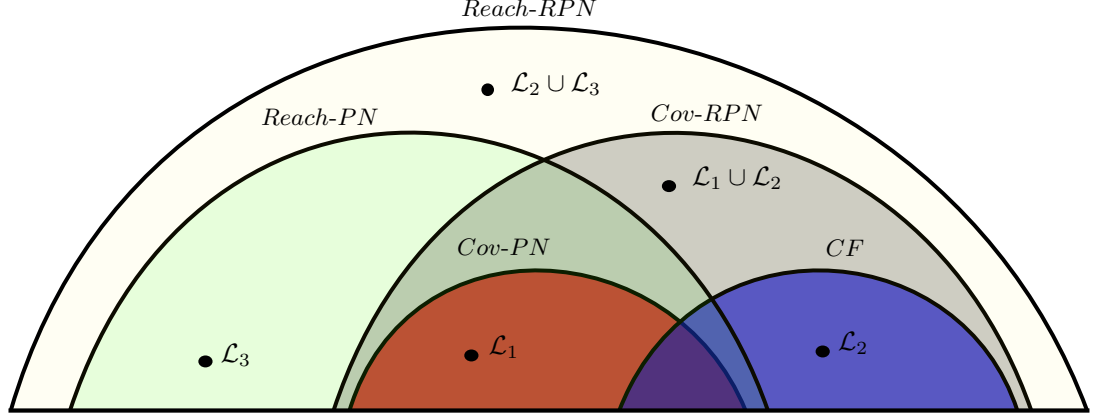 Reach-RPN
ℒ₂ ∪ ℒ₃
Reach-PN
Cov-RPN
ℒ₁ ∪ ℒ₂
Cov-PN
CF
ℒ₃
ℒ₁
ℒ₂